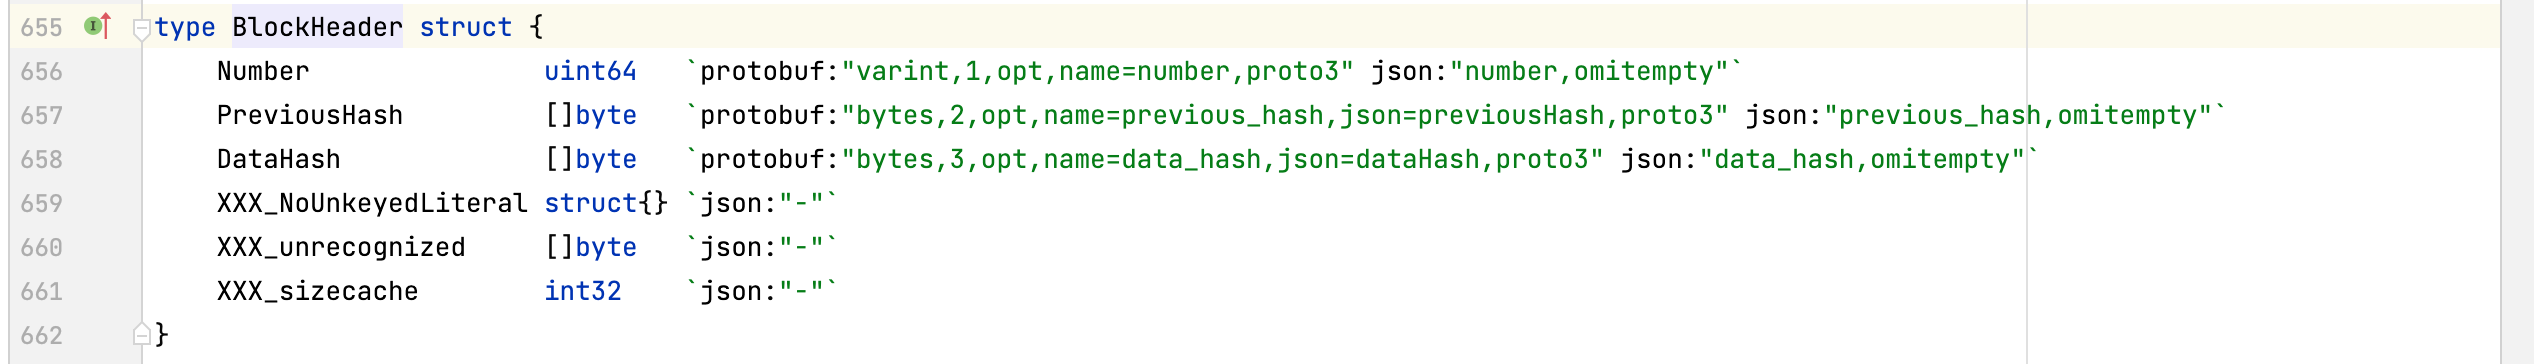 655 type BlockHeader struct {
656 Number uint64 `protobuf:"varint,1,opt,name=number,proto3" json:"number,omitempty"`
657 PreviousHash []byte `protobuf:"bytes,2,opt,name=previous_hash,json=previousHash,proto3" json:"previous_hash,omitempty"`
658 DataHash []byte `protobuf:"bytes,3,opt,name=data_hash,json=dataHash,proto3" json:"data_hash,omitempty"`
659 XXX_NoUnkeyedLiteral struct{} `json:"-"`
660 XXX_unrecognized []byte `json:"-"`
661 XXX_sizecache int32 `json:"-"`
662 }